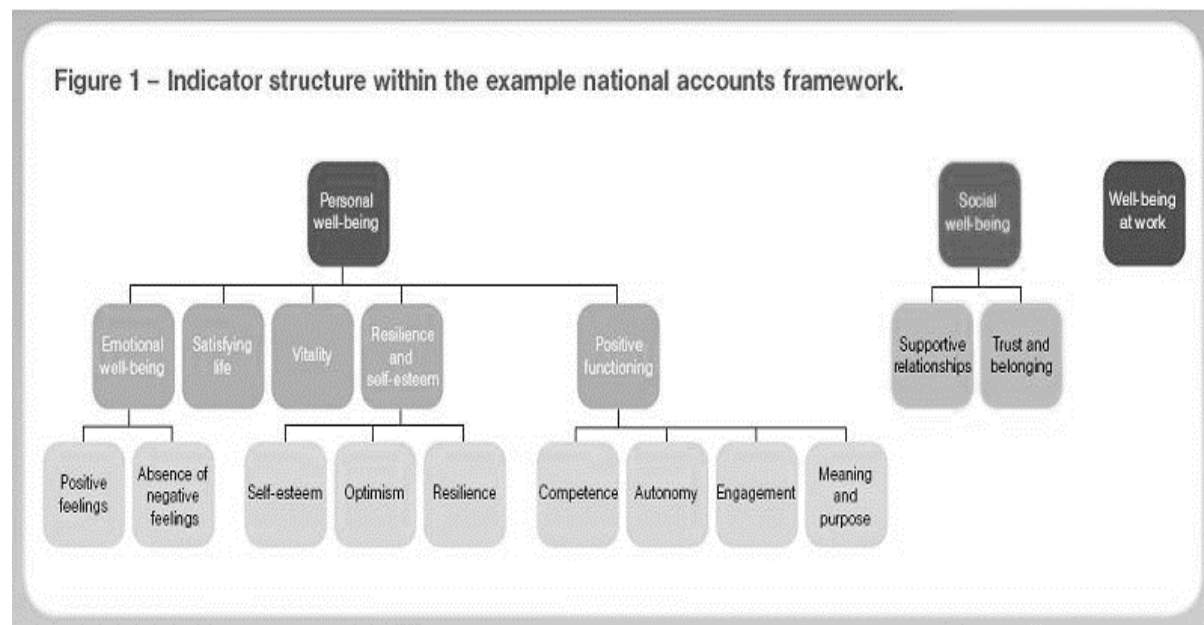 Figure 1 – Indicator structure within the example national accounts framework.
Personal
well-being
Social
well-being
Well-being
at work
Emotional
well-being
Satisfying
life
Vitality
Resilience
and
self-esteem
Positive
functioning
Supportive
relationships
Trust and
belonging
Positive
feelings
Absence of
negative
feelings
Self-esteem
Optimism
Resilience
Competence
Autonomy
Engagement
Meaning
and
purpose